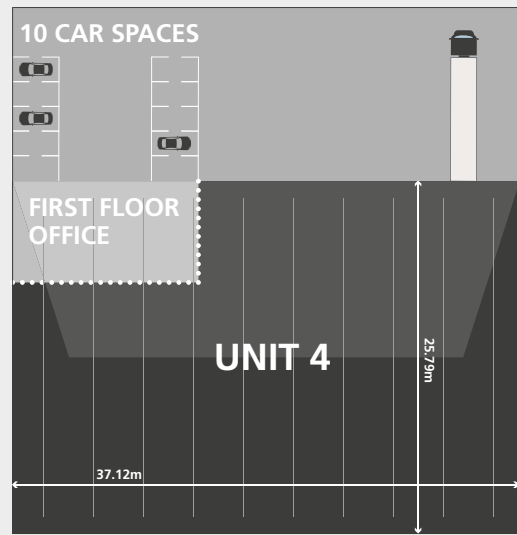 10 CAR SPACES
FIRST FLOOR
OFFICE
UNIT 4
25.79m
37.12m